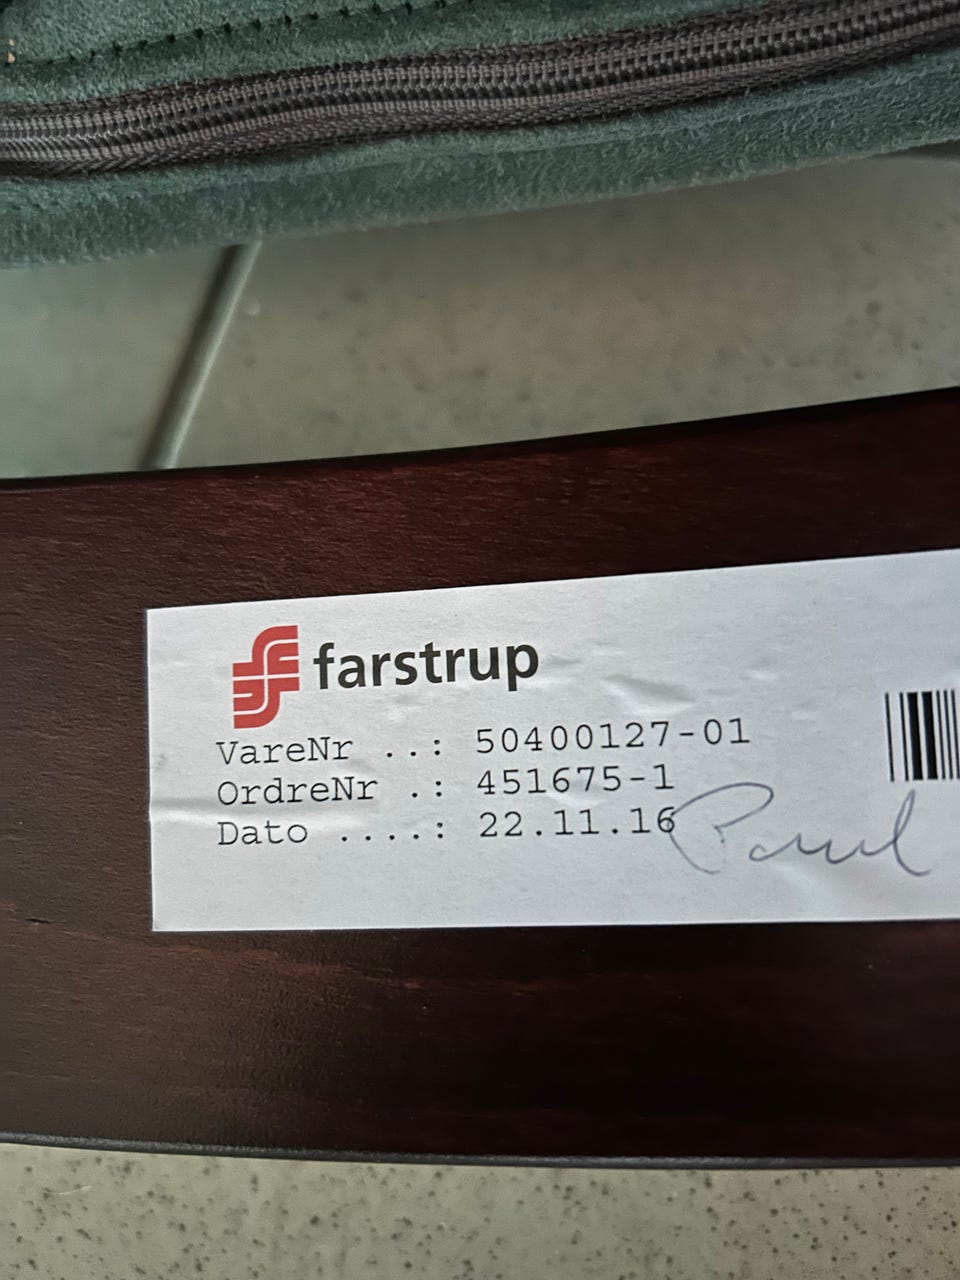 farstrup
VareNr ..: 50400127-01
OrdreNr .: 451675-1
Dato ....: 22.11.16
Paul